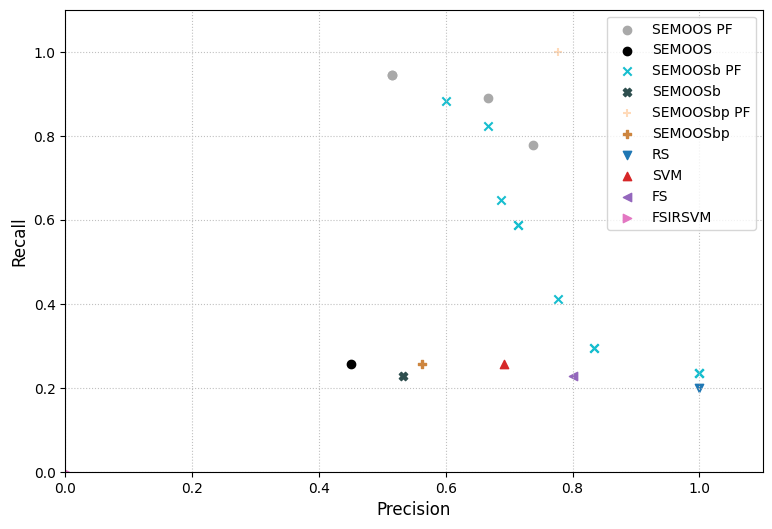 SEMOOS PF
SEMOOS
SEMOOSb PF
SEMOOSb
SEMOOSbp PF
SEMOOSbp
RS
SVM
FS
FSIRSVM
1.0
0.8
0.6
0.4
0.2
0.0
Recall
0.0 0.2 0.4 0.6 0.8 1.0
Precision